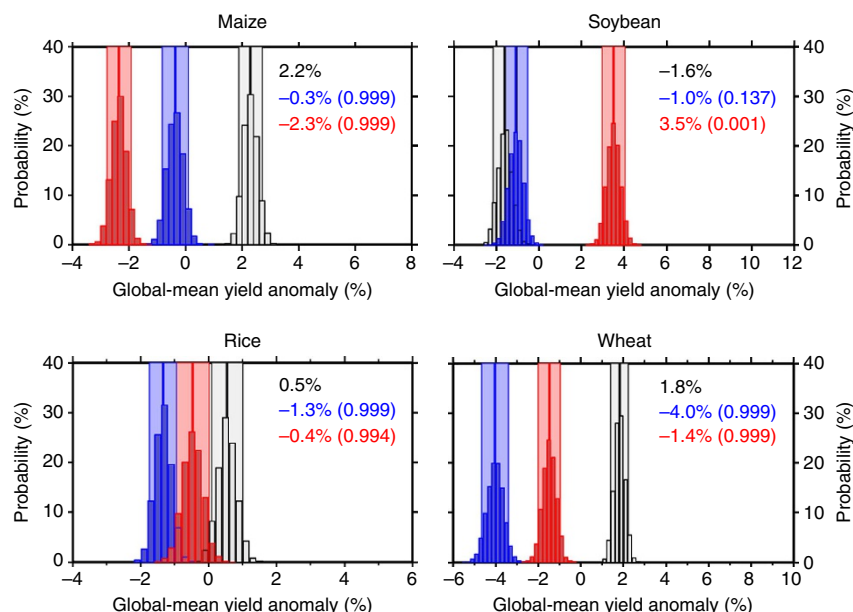 Maize
Soybean
Probability (%)
40
30
20
10
0
2.2%
–0.3% (0.999)
–2.3% (0.999)
–4 –2 0 2 4 6 8
Global-mean yield anomaly (%)
–1.6%
–1.0% (0.137)
3.5% (0.001)
–4 –2 0 2 4 6 8 10 12
Global-mean yield anomaly (%)
40
30
20
10
0
Probability (%)
Rice
Wheat
Probability (%)
40
30
20
10
0
0.5%
–1.3% (0.999)
–0.4% (0.994)
–4 –2 0 2 4 6
Global-mean yield anomaly (%)
1.8%
–4.0% (0.999)
–1.4% (0.999)
–6 –4 –2 0 2 4 6 8 10
Global-mean yield anomaly (%)
40
30
20
10
0
Probability (%)